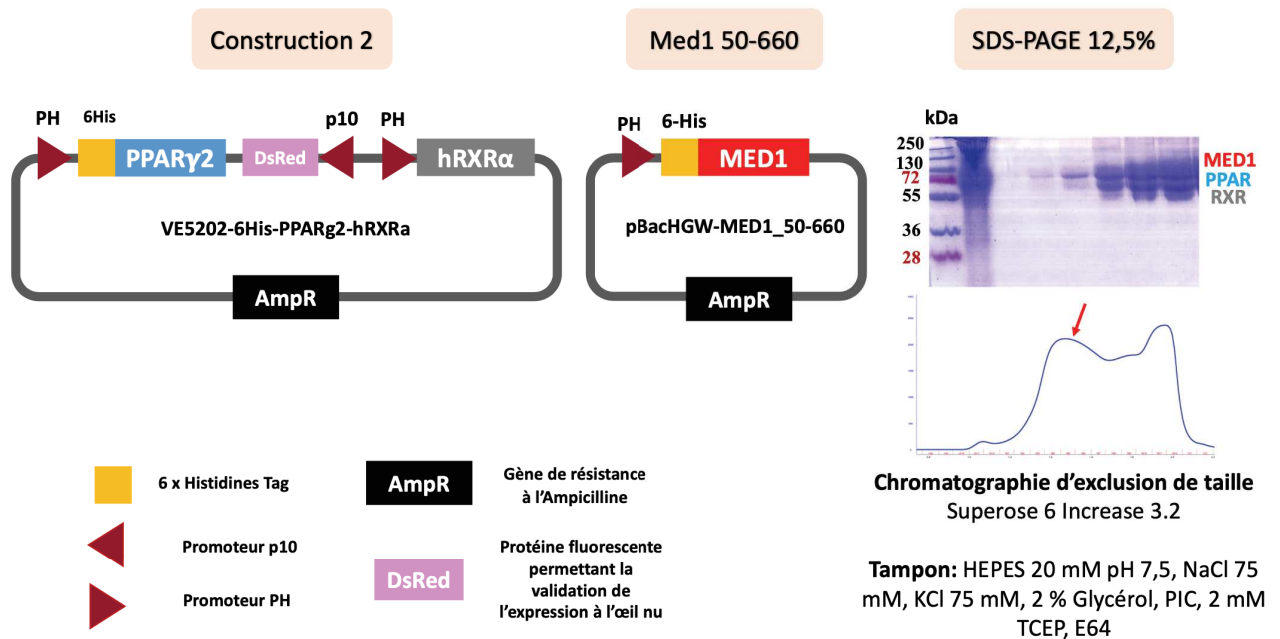 Construction 2
Med1 50-660
SDS-PAGE 12,5%
PH
6His
p10
PH
PPARγ2
DsRed
hRXRα
VE5202-6His-PPARg2-hRXRa
AmpR
PH
6-His
MED1
pBacHGW-MED1_50-660
AmpR
kDa
250
130
72
55
36
28
MED1
PPAR
RXR
6 x Histidines Tag
Promoteur p10
Promoteur PH
AmpR
Gène de résistance
à l’Ampicilline
DsRed
Protéine fluorescente
permettant la
validation de
l’expression à l’œil nu
Chromatographie d’exclusion de taille
Superose 6 Increase 3.2
Tampon: HEPES 20 mM pH 7,5, NaCl 75
mM, KCl 75 mM, 2 % Glycérol, PIC, 2 mM
TCEP, E64